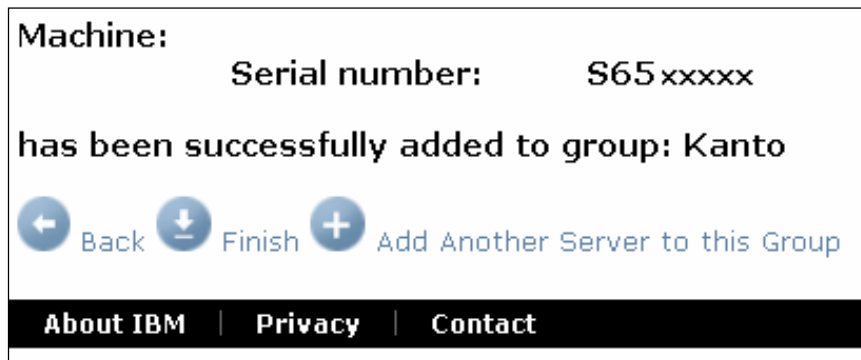 Machine:
Serial number: S65xxxxx
has been successfully added to group: Kanto
Back Finish Add Another Server to this Group
About IBM | Privacy | Contact